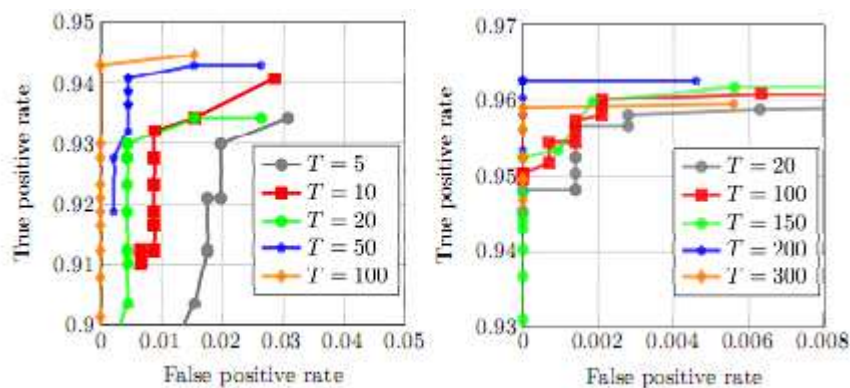 0.95
0.94
0.93
0.92
0.91
0.9
True positive rate
0 0.01 0.02 0.03 0.04 0.05
False positive rate
T = 5
T = 10
T = 20
T = 50
T = 100
0.97
0.96
0.95
0.94
0.93
True positive rate
0 0.002 0.004 0.006 0.008
False positive rate
T = 20
T = 100
T = 150
T = 200
T = 300